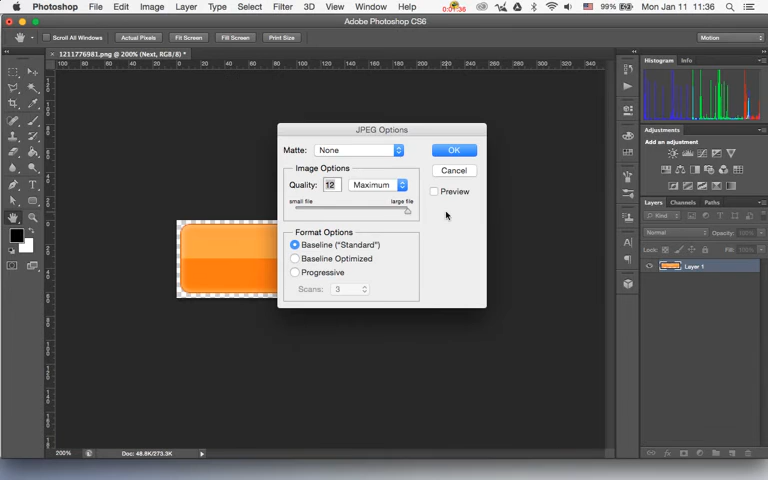 Photoshop File Edit Image Layer Type Select Filter 3D View Window Help 0:01:36 99% Mon Jan 11 11:36
Adobe Photoshop CS6
Scroll All Windows Actual Pixels Fit Screen Fill Screen Print Size Motion
× 1211776981.png @ 200% (Next, RGB/8) *
Histogram Info
JPEG Options
Matte: None OK
Cancel
Image Options
Quality: 12 Maximum Preview
small file large file
Format Options
Baseline ("Standard")
Baseline Optimized
Progressive
Scans: 3
Adjustments
Add an adjustment
Layers Channels Paths
Kind
Normal Opacity: 100%
Lock: Fill: 100%
Layer 1
200% Doc: 48.8K/273.3K